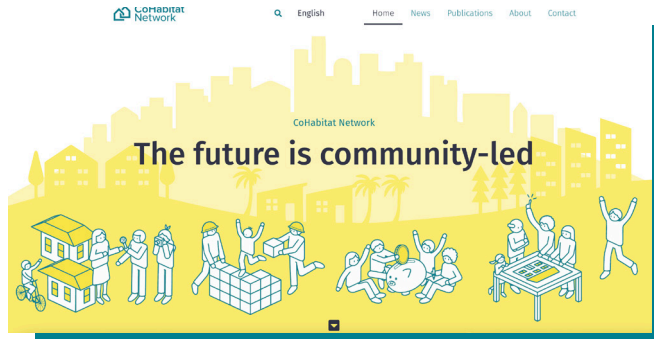 CoHabitat
Network
English
Home
News
Publications
About
Contact
CoHabitat Network
The future is community-led